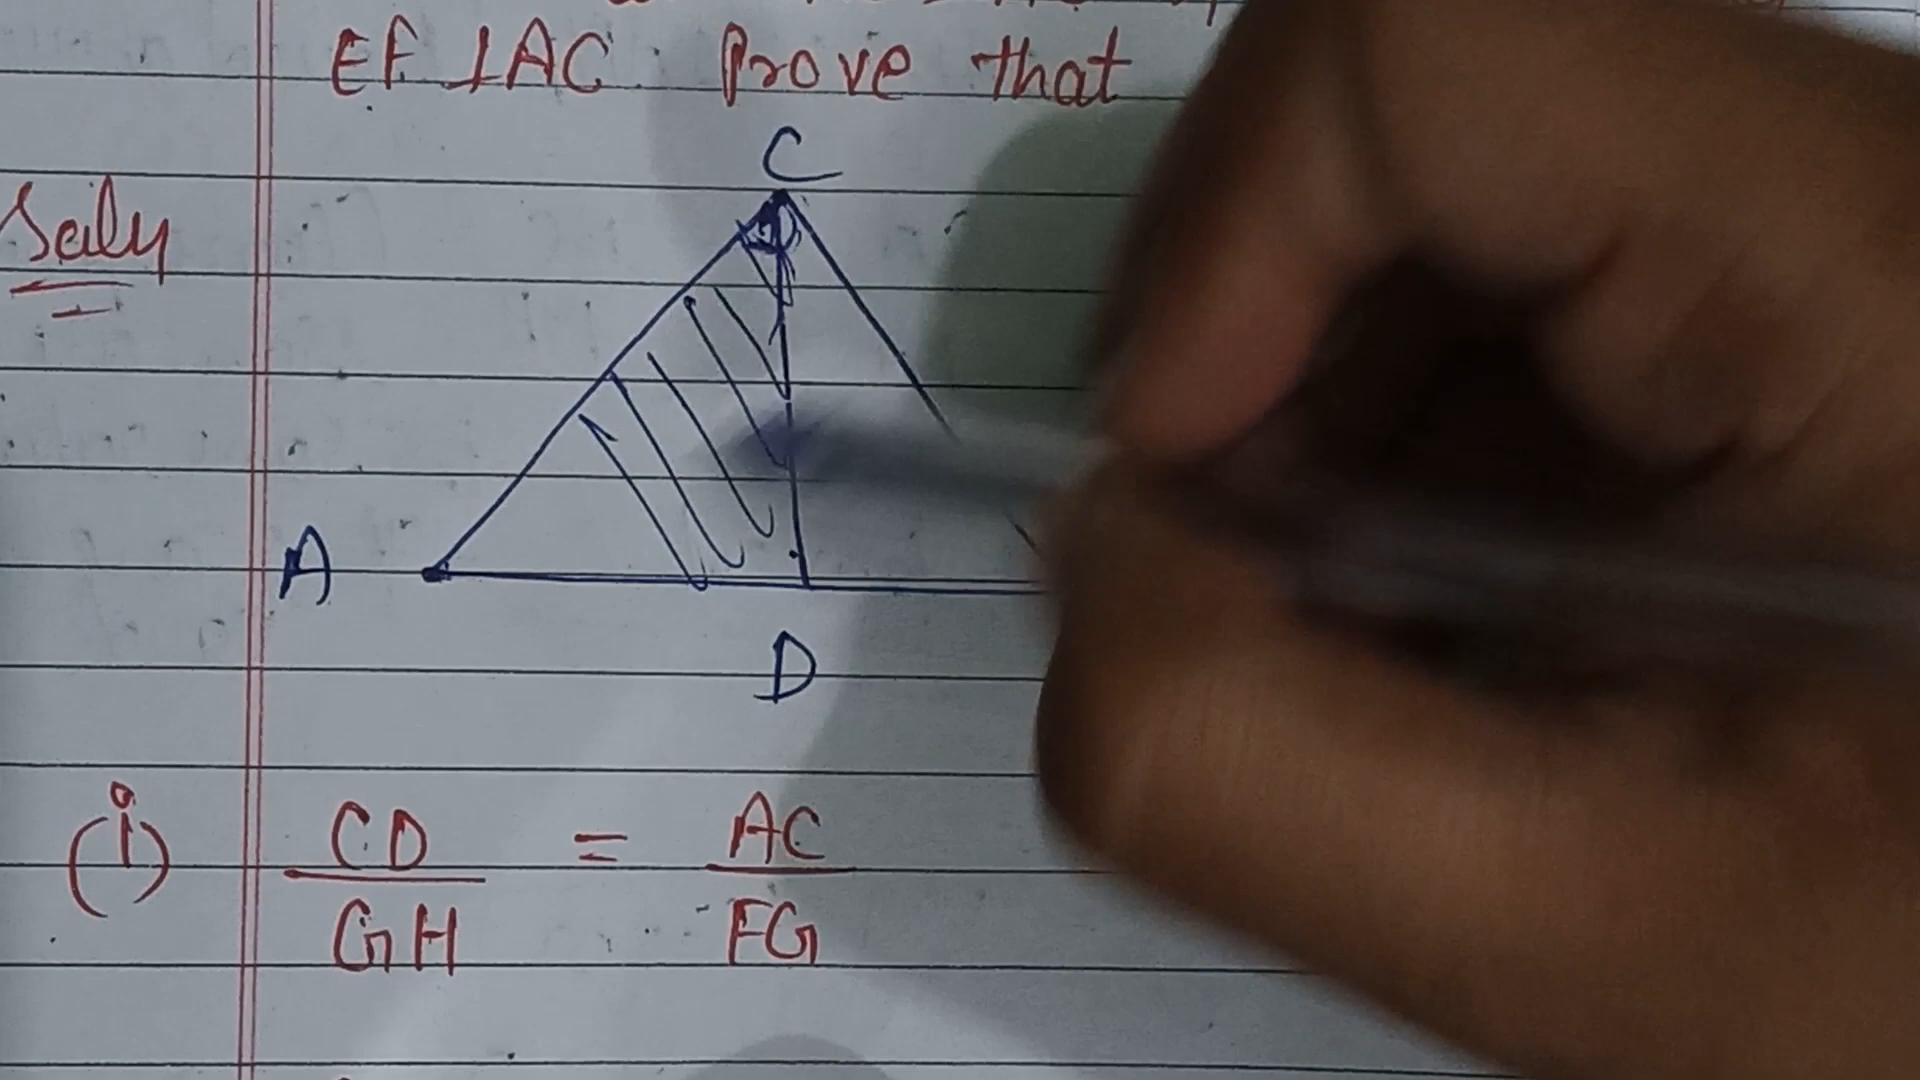 EF ⊥AC Prove that
C
Soln
A
D
(i) CD = AC
GH FG